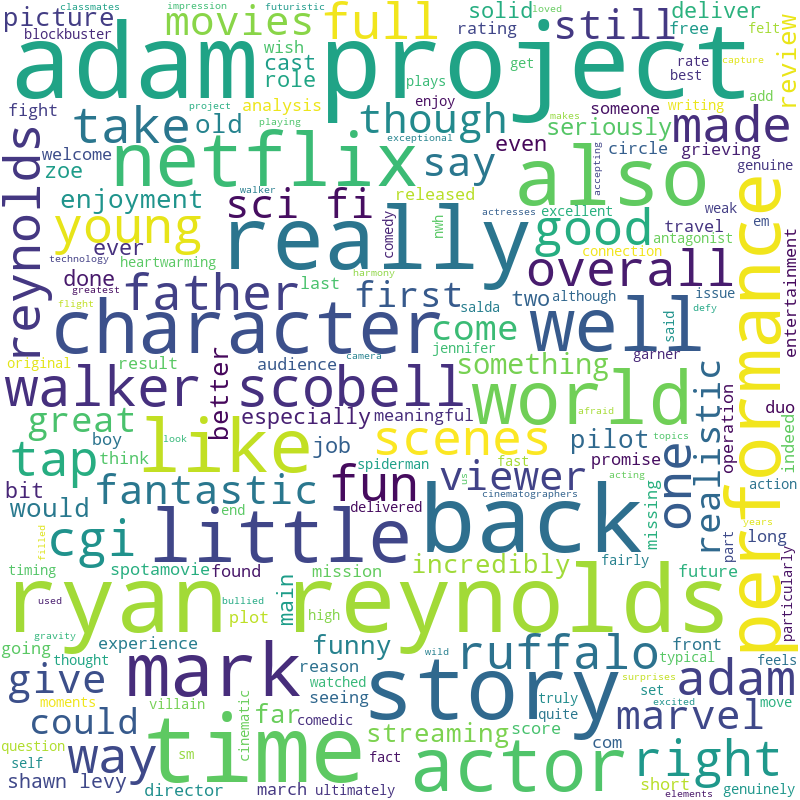 classmates impression futuristic loved
picture movies full still solid deliver
blockbuster rating free felt
adam project
wish cast role plays get rate best capture review
fight project analysis enjoy someone writing add
take old though seriously made
playing exceptional even circle grieving
welcome zoe netflix say also accepting genuine
reynolds enjoyment walker released excellent weak em
young sci fi comedy nwh actresses good travel antagonist
ever really connection
technology heartwarming harmony overall
done greatest father last first two although issue defy
flight character salda well said entertainment
original result audience camera come jennifer garner performance
walker scobell something world realistic duo
better especially meaningful afraid
great like job scenes pilot operation indeed
boy look think spiderman fast us topics promise action
tap fun viewer acting one
bit fantastic delivered cinematographers missing years
would end little back part long
cgi filled fairly particularly
timing spotamovie found mission incredibly future
used bullied main plot high
ryan reynolds
going gravity experience funny wild front typical
thought mark reason story ruffalo adam feels
give watched seeing surprises
moments villain truly set excited move
could far comedic quite marvel
question way time cinematic streaming score
self sm fact com actor right
shawn levy director march ultimately short genuinely
elements makes